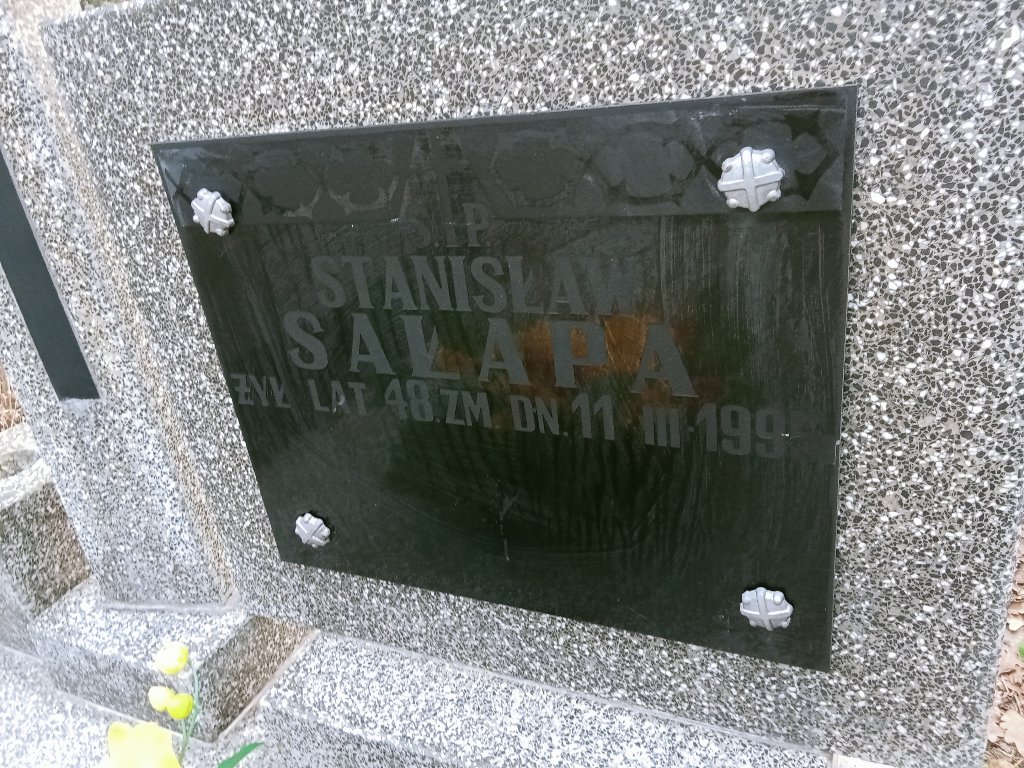 R.I.P.
STANISŁAW
SAŁAPA
ŻYŁ LAT 48. ZM. DN. 11 III